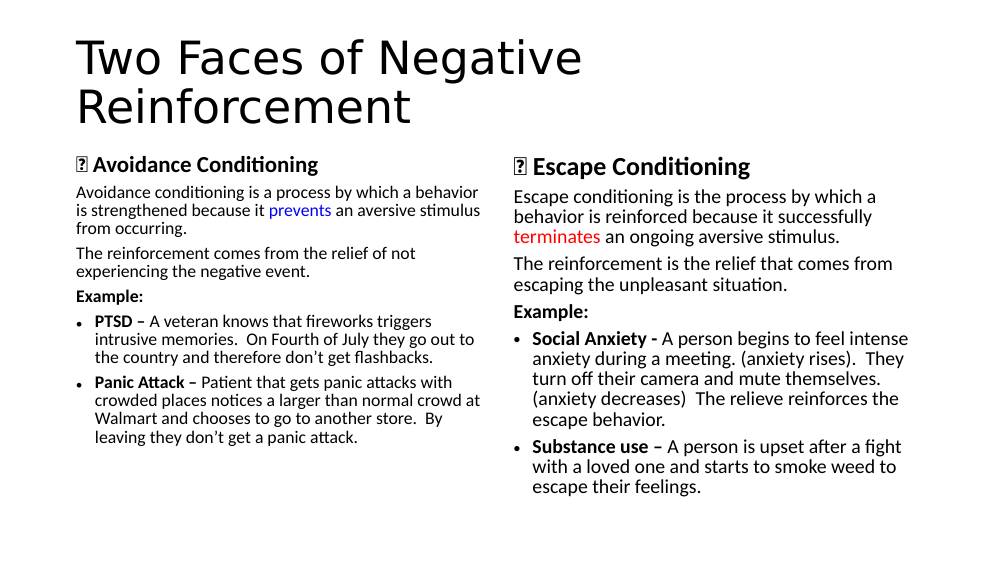 Two Faces of Negative
Reinforcement
Avoidance Conditioning
Avoidance conditioning is a process by which a behavior
is strengthened because it prevents an aversive stimulus
from occurring.
The reinforcement comes from the relief of not
experiencing the negative event.
Example:
• PTSD – A veteran knows that fireworks triggers
intrusive memories.  On Fourth of July they go out to
the country and therefore don’t get flashbacks.
• Panic Attack – Patient that gets panic attacks with
crowded places notices a larger than normal crowd at
Walmart and chooses to go to another store.  By
leaving they don’t get a panic attack.
Escape Conditioning
Escape conditioning is the process by which a
behavior is reinforced because it successfully
terminates an ongoing aversive stimulus.
The reinforcement is the relief that comes from
escaping the unpleasant situation.
Example:
• Social Anxiety - A person begins to feel intense
anxiety during a meeting. (anxiety rises).  They
turn off their camera and mute themselves.
(anxiety decreases)  The relieve reinforces the
escape behavior.
• Substance use – A person is upset after a fight
with a loved one and starts to smoke weed to
escape their feelings.